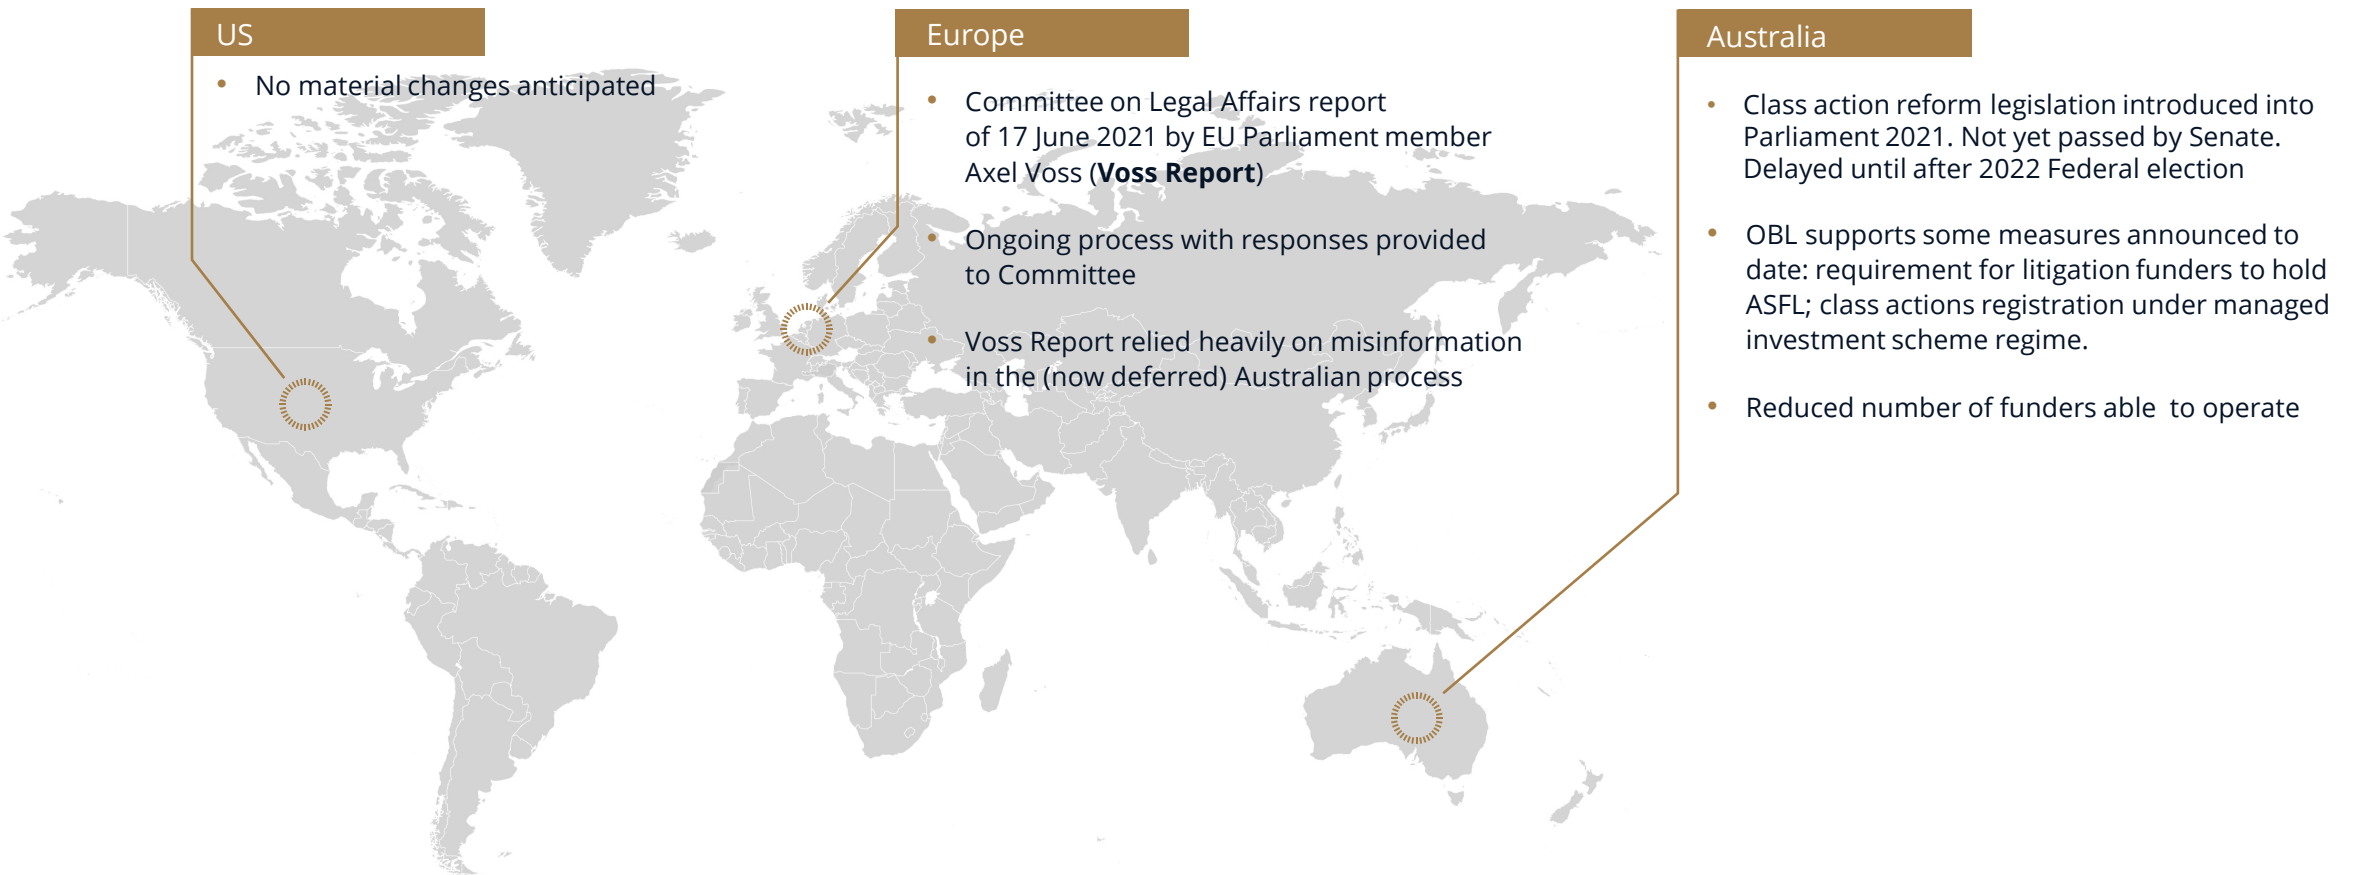 US
• No material changes anticipated
Europe
• Committee on Legal Affairs report
of 17 June 2021 by EU Parliament member
Axel Voss (Voss Report)
• Ongoing process with responses provided
to Committee
• Voss Report relied heavily on misinformation
in the (now deferred) Australian process
Australia
• Class action reform legislation introduced into
Parliament 2021. Not yet passed by Senate.
Delayed until after 2022 Federal election
• OBL supports some measures announced to
date: requirement for litigation funders to hold
ASFL; class actions registration under managed
investment scheme regime.
• Reduced number of funders able  to operate